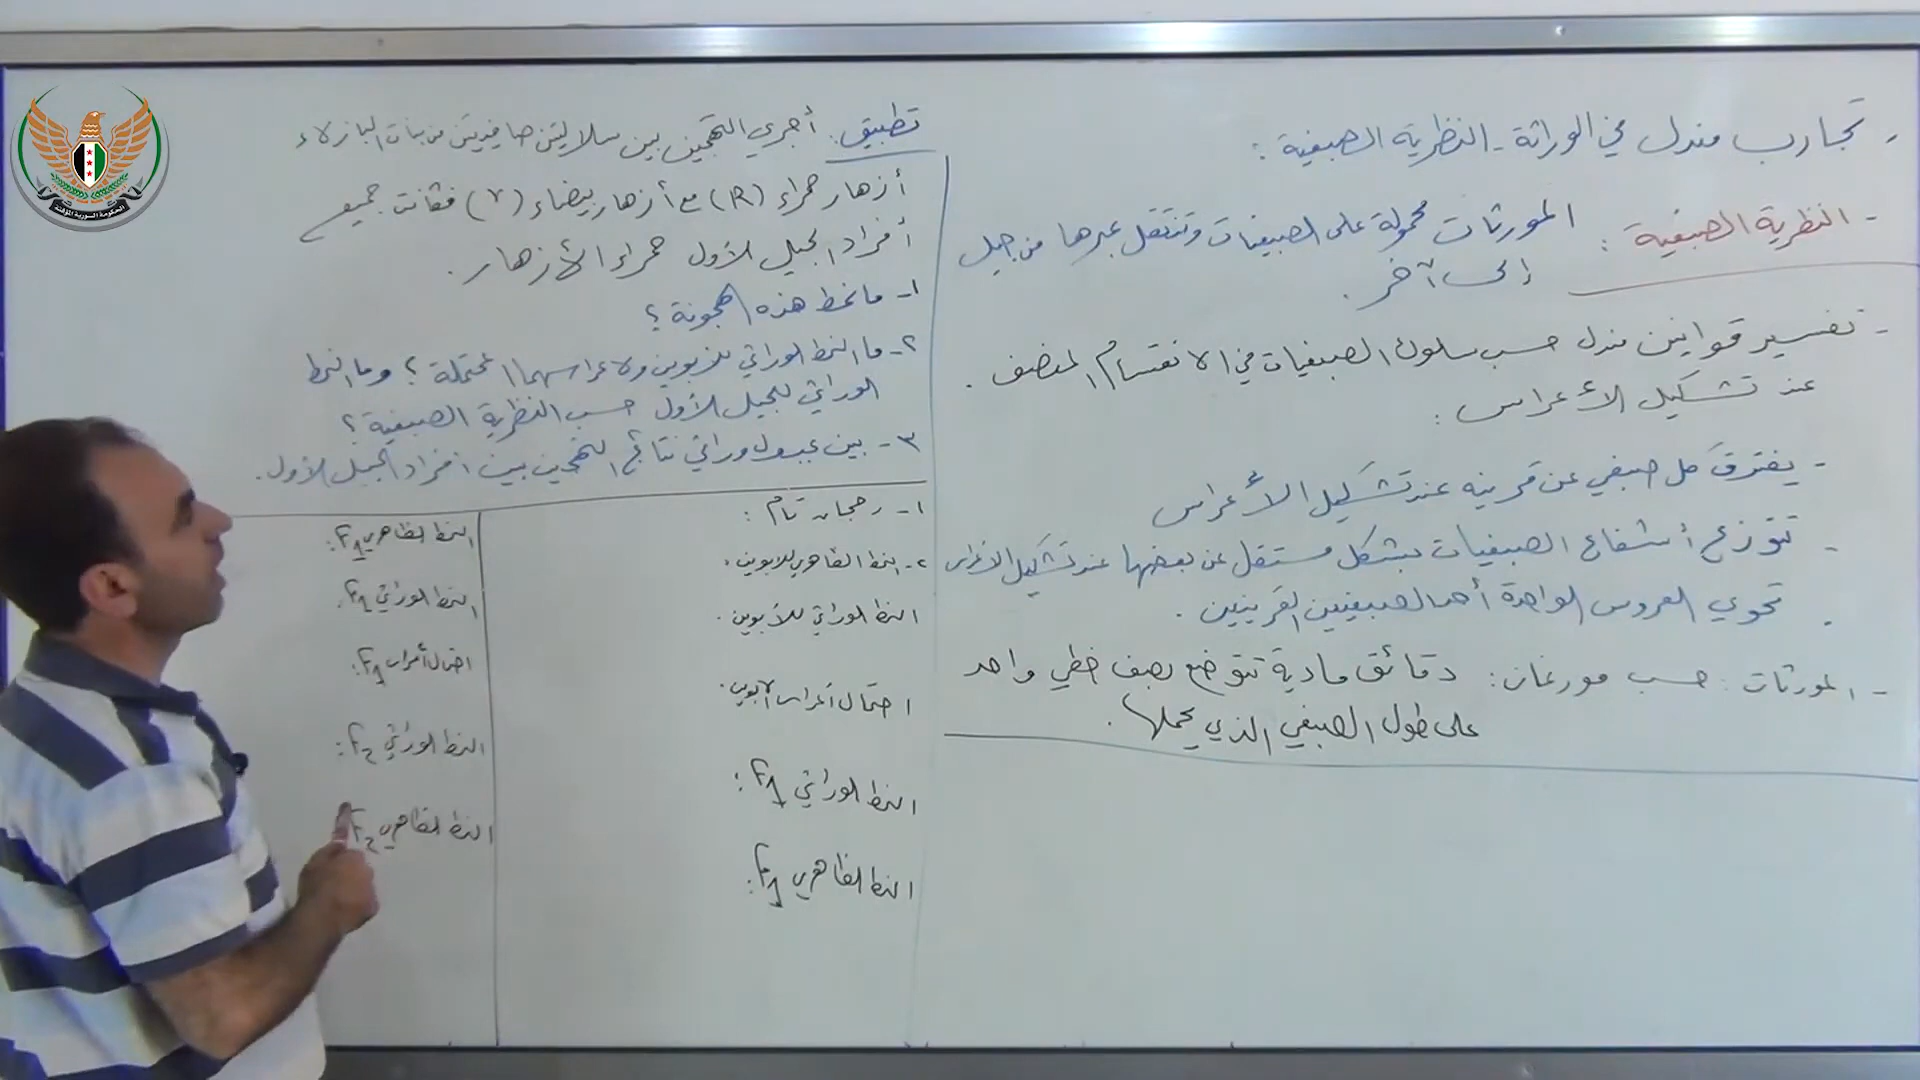 تجارب مندل في الوراثة - النظرية الصبغية :
- النظرية الصبغية : المورثات محمولة على الصبغيات وتنتقل عبرها من جيل
إلى آخر .
- تفسير قوانين مندل حسب سلوك الصبغيات في الانقسام المنصف .
عند تشكيل الأعراس :
- يفترق كل صبغي عن قرينه عند تشكيل الأعراس
- تتوزع أشفاع الصبغيات بشكل مستقل عن بعضها عند تشكيل الأعراس
. تحوي العروس الواحدة أحد الصبغيين القرينين .
- المورثات : حسب مورغان : دقائق مادية تتوضع بصف خطي واحد
على طول الصبغي الذي يحملها .
تطبيق : أجري التهجين بين سلالتين صافيتين من نبات البازلاء
أزهار حمراء (R) مع أزهار بيضاء (r) فكانت جميع
أفراد الجيل الأول حمراء الأزهار .
١- ما نمط هذه الهجونة ؟
٢- ما النمط الوراثي للأبوين ولأعراسهما المحتملة ؟ وما النمط
الوراثي للجيل الأول حسب النظرية الصبغية ؟
٣- بين بجدول وراثي نتائج التهجين بين أفراد الجيل الأول .
١- رجحان تام :
٢- النمط الظاهري للأبوين :
النمط الوراثي للأبوين .
احتمال أعراس الأبوين .
النمط الوراثي F1 :
النمط الظاهري F1 :
النمط الظاهري F1 :
النمط الوراثي F1 .
احتمال أعراس F1 :
النمط الوراثي F2 :
النمط الظاهري F2
الحكومة السورية المؤقتة